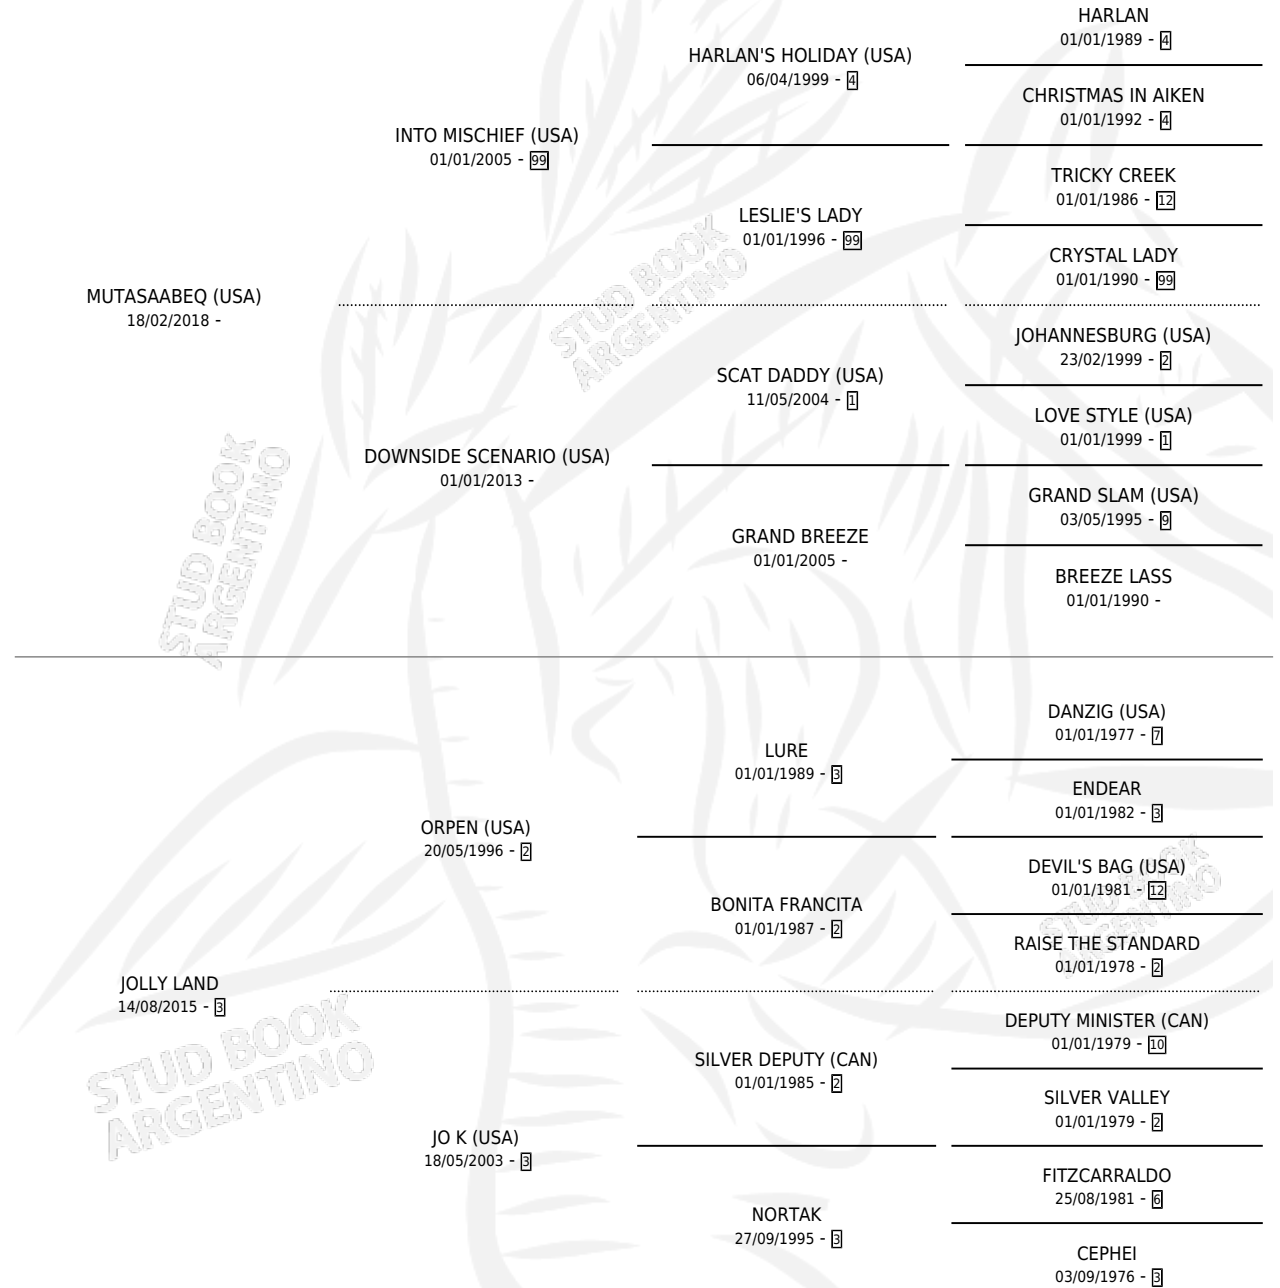 HARLAN
01/01/1989 - 4
HARLAN'S HOLIDAY (USA)
06/04/1999 - 4
CHRISTMAS IN AIKEN
01/01/1992 - 4
INTO MISCHIEF (USA)
01/01/2005 - 99
TRICKY CREEK
01/01/1986 - 12
LESLIE'S LADY
01/01/1996 - 99
CRYSTAL LADY
01/01/1990 - 99
MUTASAABEQ (USA)
18/02/2018 -
JOHANNESBURG (USA)
23/02/1999 - 2
SCAT DADDY (USA)
11/05/2004 - 1
LOVE STYLE (USA)
01/01/1999 - 1
DOWNSIDE SCENARIO (USA)
01/01/2013 -
GRAND SLAM (USA)
03/05/1995 - 9
GRAND BREEZE
01/01/2005 -
BREEZE LASS
01/01/1990 -
DANZIG (USA)
01/01/1977 - 7
LURE
01/01/1989 - 3
ENDEAR
01/01/1982 - 3
ORPEN (USA)
20/05/1996 - 2
DEVIL'S BAG (USA)
01/01/1981 - 12
BONITA FRANCITA
01/01/1987 - 2
RAISE THE STANDARD
01/01/1978 - 2
JOLLY LAND
14/08/2015 - 3
DEPUTY MINISTER (CAN)
01/01/1979 - 10
SILVER DEPUTY (CAN)
01/01/1985 - 2
SILVER VALLEY
01/01/1979 - 2
JO K (USA)
18/05/2003 - 3
FITZCARRALDO
25/08/1981 - 6
NORTAK
27/09/1995 - 3
CEPHEI
03/09/1976 - 3
STUD BOOK
ARGENTINO
STUD BOOK
ARGENTINO
STUD BOOK
ARGENTINO
STUD BOOK
ARGENTINO